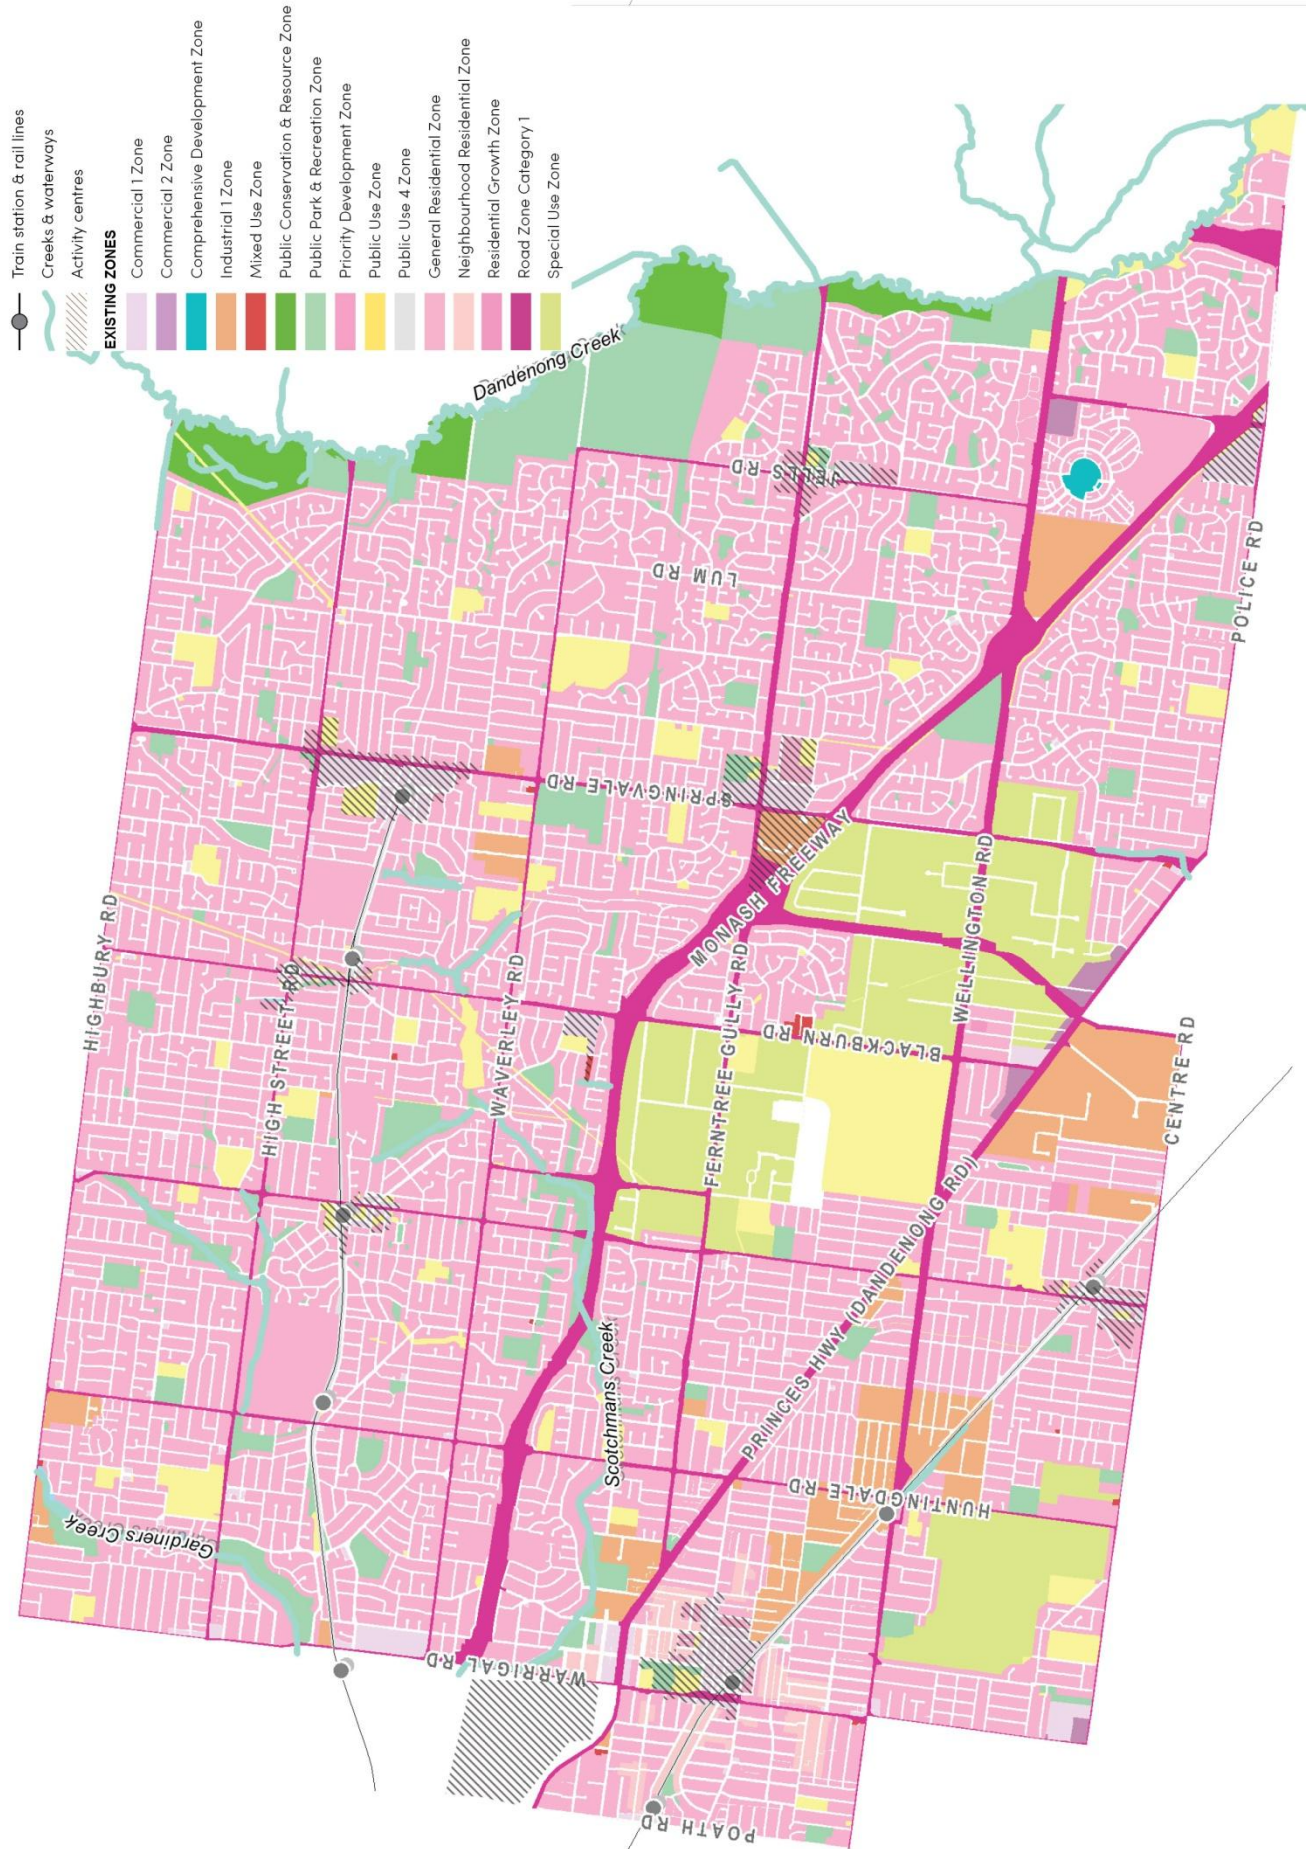 Train station & rail lines
Creeks & waterways
Activity centres
EXISTING ZONES
Commercial 1 Zone
Commercial 2 Zone
Comprehensive Development Zone
Industrial 1 Zone
Mixed Use Zone
Public Conservation & Resource Zone
Public Park & Recreation Zone
Priority Development Zone
Public Use Zone
Public Use 4 Zone
General Residential Zone
Neighbourhood Residential Zone
Residential Growth Zone
Road Zone Category 1
Special Use Zone
Dandenong Creek
JELLS RD
LUM RD
POLICE RD
SPRINGVALE RD
HIGHBURY RD
HIGH STREET RD
WAVERLEY RD
MONASH FREEWAY
FERNTREE GULLY RD
WELLINGTON RD
BLACKBURN RD
CENTRE RD
PRINCES HWY (DANDENONG RD)
Scotchmans Creek
HUNTINGDALE RD
Gardiners Creek
WARRIGAL RD
POATH RD